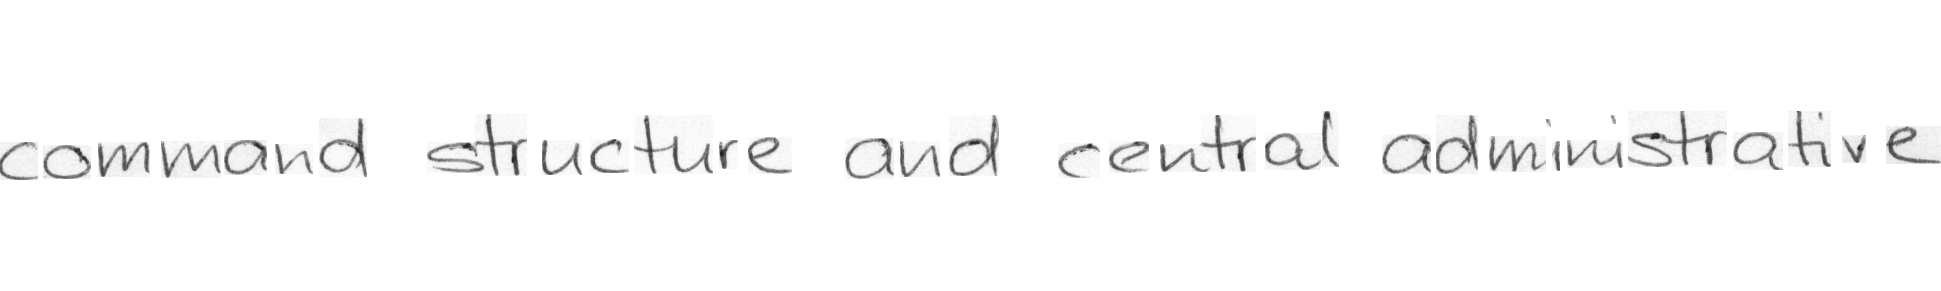 command structure and central administrative